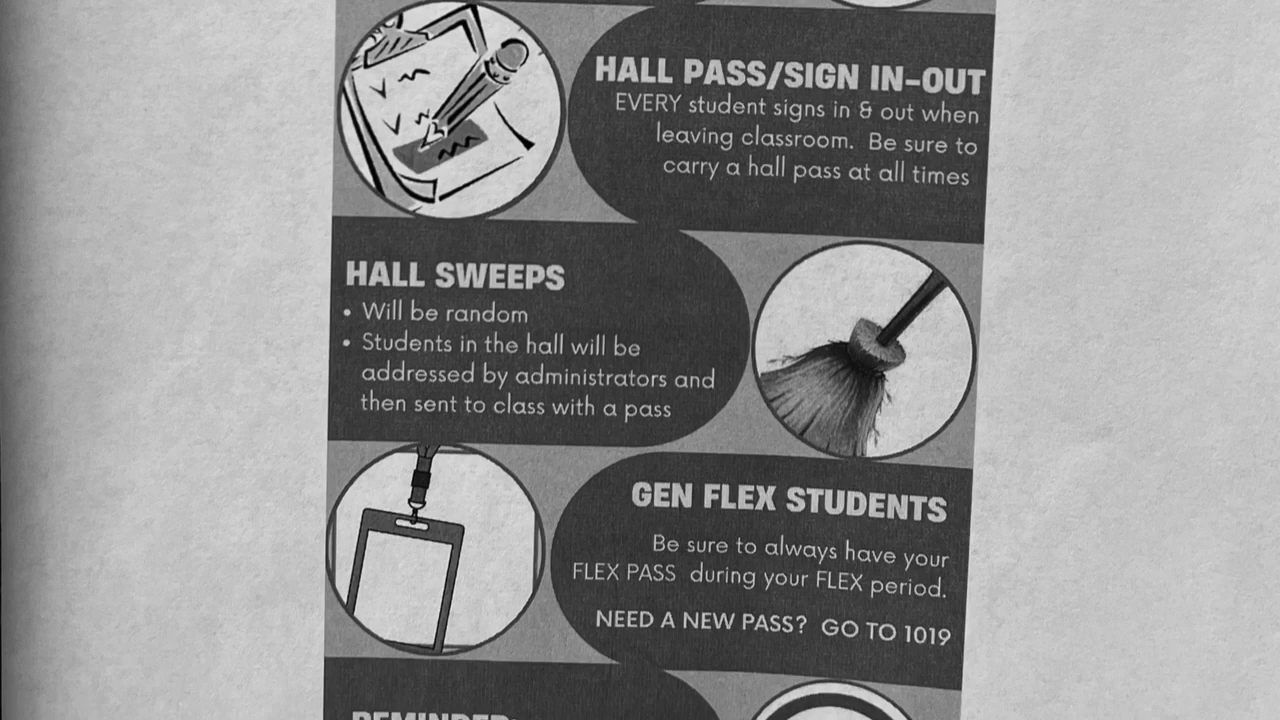 HALL PASS/SIGN IN-OUT
EVERY student signs in & out when
leaving classroom. Be sure to
carry a hall pass at all times
HALL SWEEPS
• Will be random
• Students in the hall will be
addressed by administrators and
then sent to class with a pass
GEN FLEX STUDENTS
Be sure to always have your
FLEX PASS during your FLEX period.
NEED A NEW PASS? GO TO 1019
REMINDER: